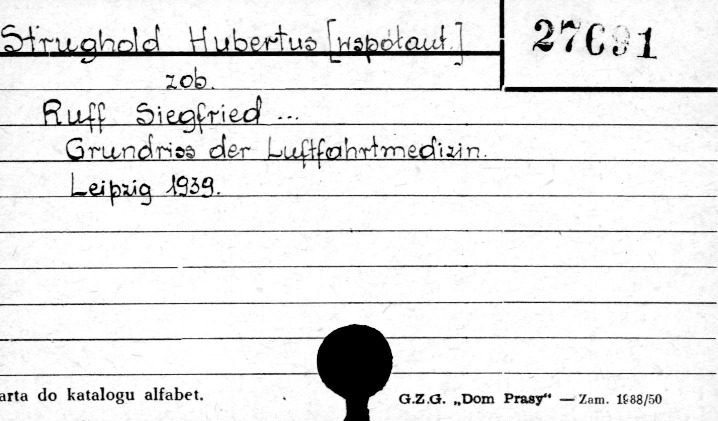 Strughold Hubertus [współaut.]
27691
zob.
Ruff Siegfried ...
Grundriss der Luftfahrtmedizin.
Leipzig 1939.
arta do katalogu alfabet.
G.Z.G. „Dom Prasy“ — Zam. 1988/50